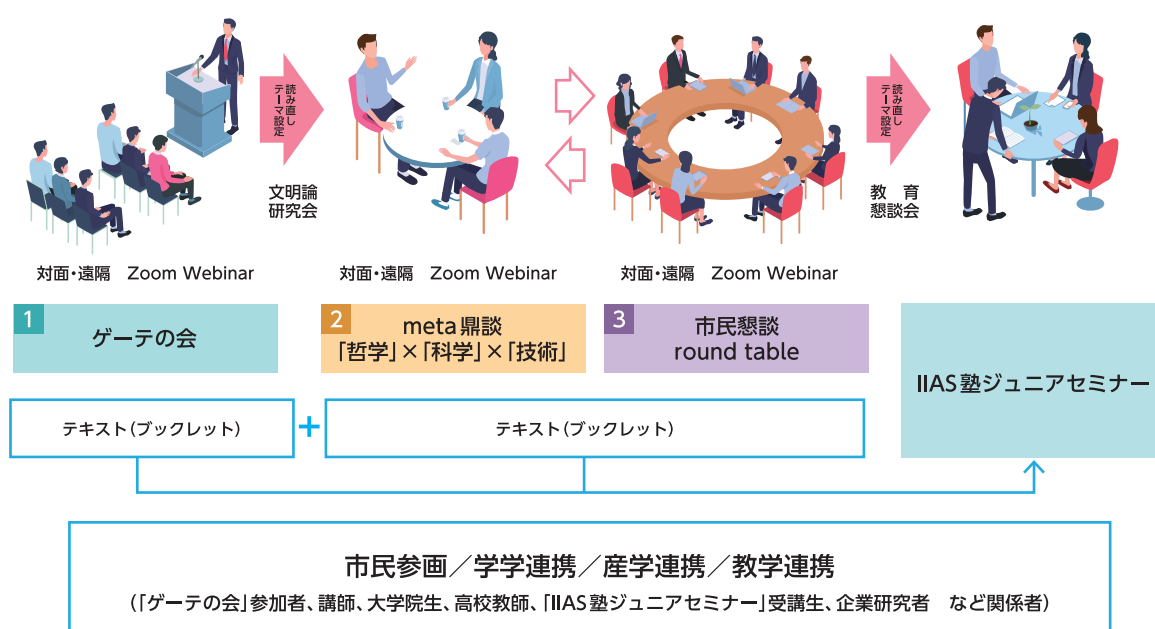 読み直し
テーマ設定
文明論
研究会
読み直し
テーマ設定
教　育
懇談会
対面・遠隔　Zoom Webinar
対面・遠隔　Zoom Webinar
対面・遠隔　Zoom Webinar
1
ゲーテの会
2
meta鼎談
「哲学」×「科学」×「技術」
3
市民懇談
round table
IIAS塾ジュニアセミナー
テキスト（ブックレット）
+
テキスト（ブックレット）
市民参画／学学連携／産学連携／教学連携
（「ゲーテの会」参加者、講師、大学院生、高校教師、「IIAS塾ジュニアセミナー」受講生、企業研究者　など関係者）